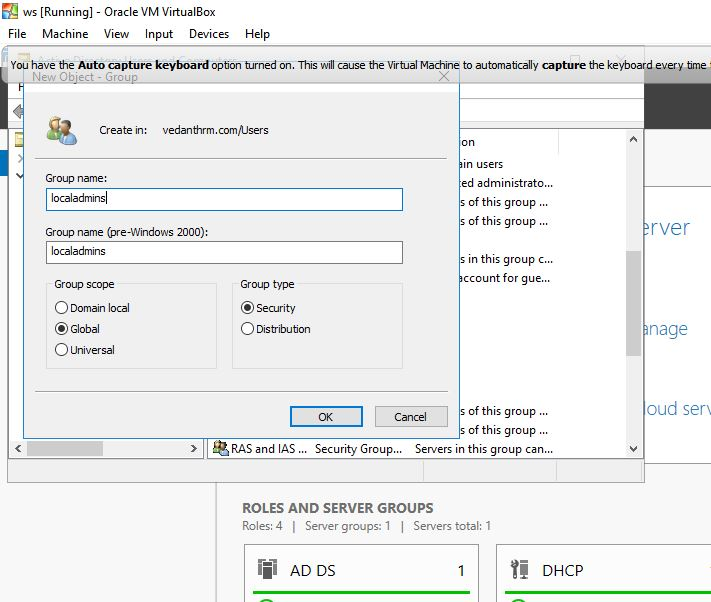 ws [Running] - Oracle VM VirtualBox
File Machine View Input Devices Help
You have the Auto capture keyboard option turned on. This will cause the Virtual Machine to automatically capture the keyboard every time
New Object - Group
Create in: vedanthrm.com/Users
Group name:
localadmins
Group name (pre-Windows 2000):
localadmins
Group scope
Domain local
Global
Universal
Group type
Security
Distribution
OK Cancel
ion
ain users
ed administrato...
s of this group ...
s of this group ...
s in this group c...
account for gue...
s of this group ...
s of this group ...
RAS and IAS ... Security Group... Servers in this group can...
erver
anage
loud serv
ROLES AND SERVER GROUPS
Roles: 4 | Server groups: 1 | Servers total: 1
AD DS 1
DHCP